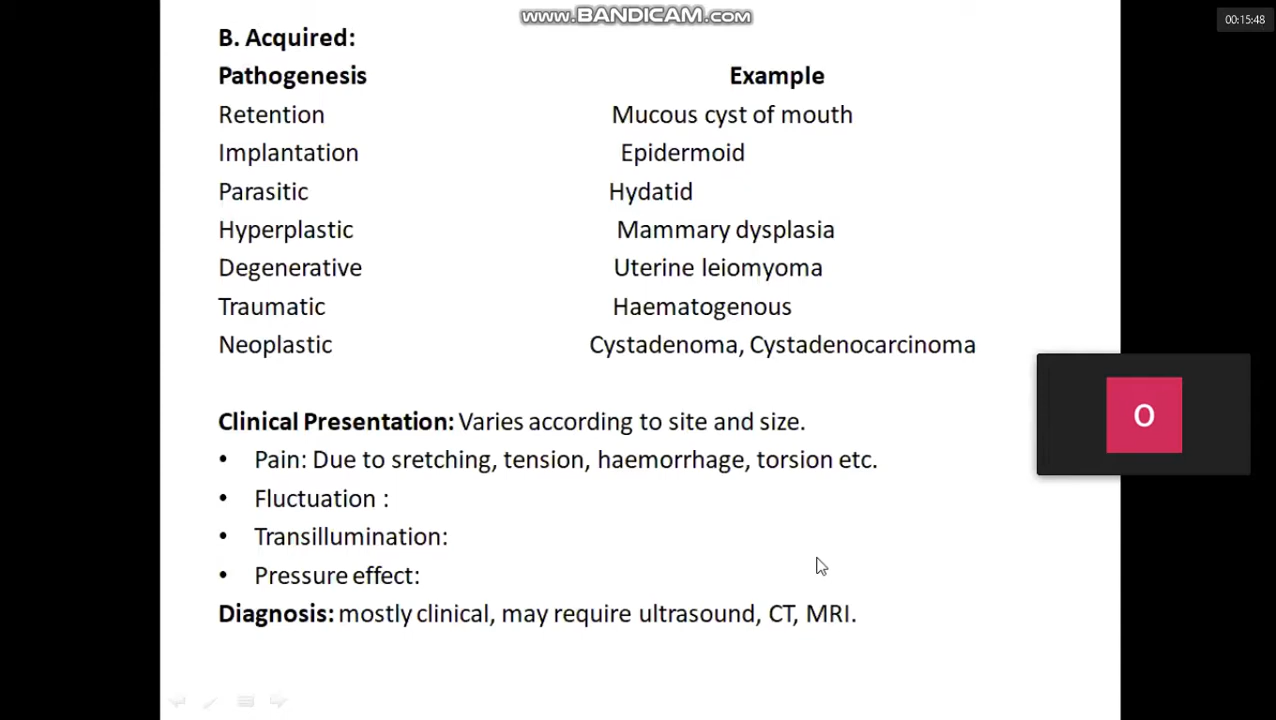 www.BANDICAM.com
00:15:48
B. Acquired:
Pathogenesis Example
Retention Mucous cyst of mouth
Implantation Epidermoid
Parasitic Hydatid
Hyperplastic Mammary dysplasia
Degenerative Uterine leiomyoma
Traumatic Haematogenous
Neoplastic Cystadenoma, Cystadenocarcinoma
O
Clinical Presentation: Varies according to site and size.
• Pain: Due to sretching, tension, haemorrhage, torsion etc.
• Fluctuation :
• Transillumination:
• Pressure effect:
Diagnosis: mostly clinical, may require ultrasound, CT, MRI.